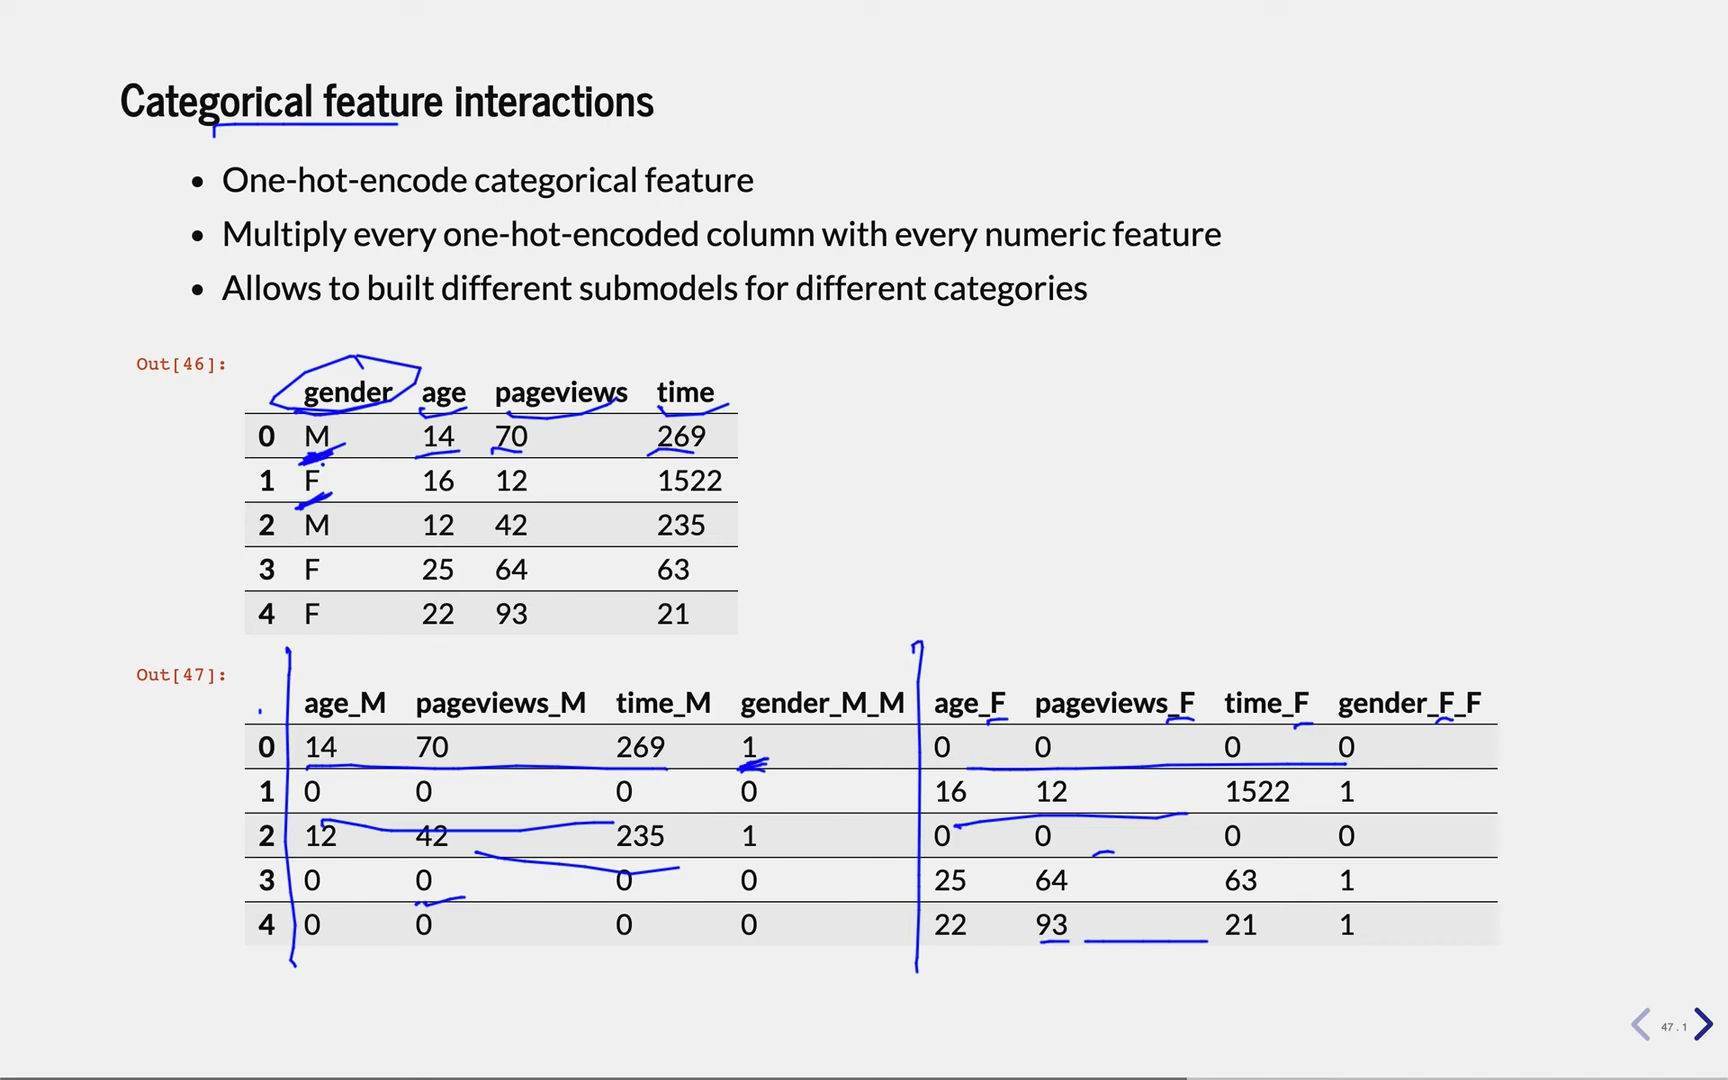 Categorical feature interactions
• One-hot-encode categorical feature
• Multiply every one-hot-encoded column with every numeric feature
• Allows to built different submodels for different categories
Out[46]:
gender age pageviews time
0 M 14 70 269
1 F 16 12 1522
2 M 12 42 235
3 F 25 64 63
4 F 22 93 21
Out[47]:
age_M pageviews_M time_M gender_M_M age_F pageviews_F time_F gender_F_F
0 14 70 269 1 0 0 0 0
1 0 0 0 0 16 12 1522 1
2 12 42 235 1 0 0 0 0
3 0 0 0 0 25 64 63 1
4 0 0 0 0 22 93 21 1
47.1